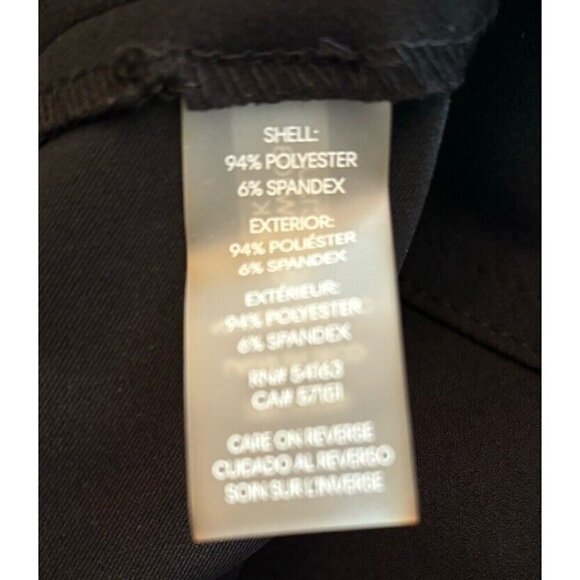 SHELL:
94% POLYESTER
6% SPANDEX
EXTERIOR:
94% POLIÉSTER
6% SPANDEX
EXTÉRIEUR:
94% POLYESTER
6% SPANDEX
RN# 54163
CA# 57151
CARE ON REVERSE
CUIDADO AL REVERSO
SOIN SUR L'INVERSE